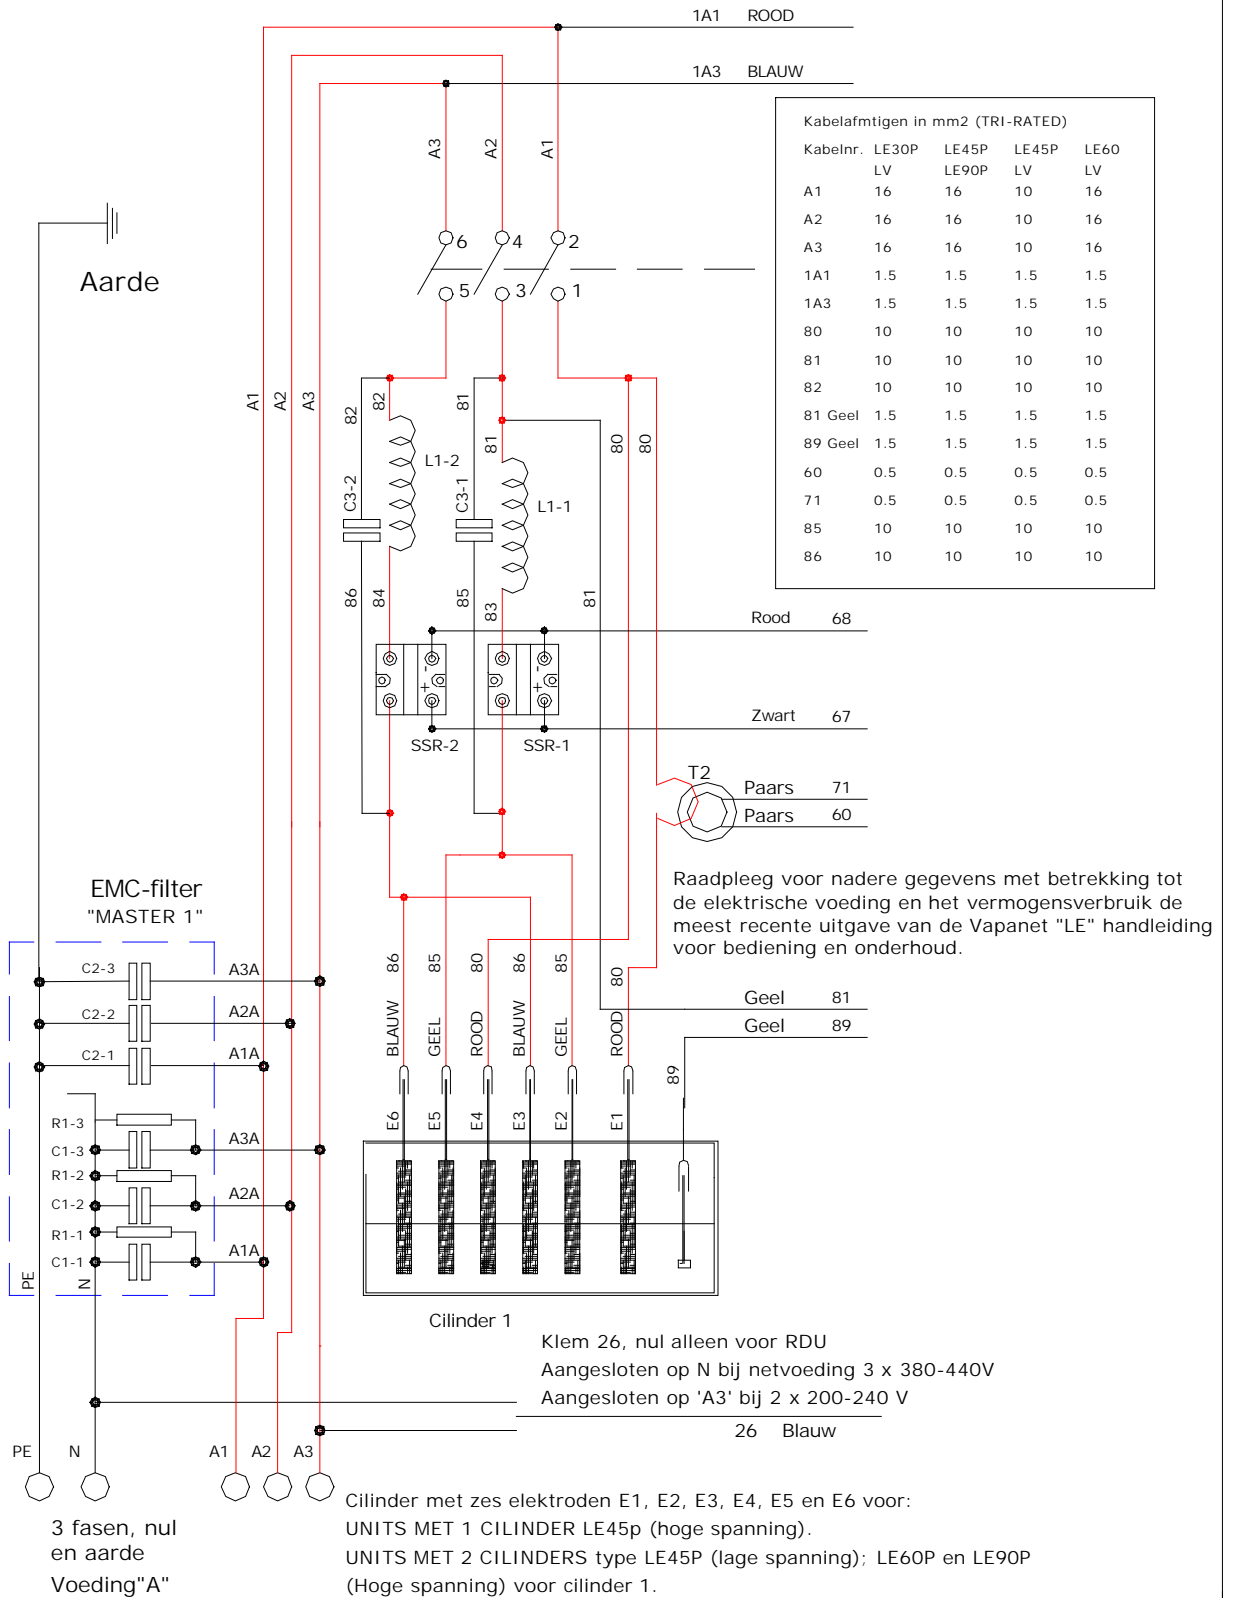 1A1 ROOD
1A3 BLAUW
Kabelafmtigen in mm2 (TRI-RATED)
Kabelnr. LE30P LE45P LE45P LE60
LV LE90P LV LV
A1 16 16 10 16
A2 16 16 10 16
A3 16 16 10 16
1A1 1.5 1.5 1.5 1.5
1A3 1.5 1.5 1.5 1.5
80 10 10 10 10
81 10 10 10 10
82 10 10 10 10
81 Geel 1.5 1.5 1.5 1.5
89 Geel 1.5 1.5 1.5 1.5
60 0.5 0.5 0.5 0.5
71 0.5 0.5 0.5 0.5
85 10 10 10 10
86 10 10 10 10
A3 A2 A1
6 4 2
5 3 1
Aarde
A1 A2 A3
82 82 81 81 80 80
L1-2
C3-2 C3-1
L1-1
86 84 85 83 81
Rood 68
- -
+ +
Zwart 67
SSR-2 SSR-1
T2
Paars 71
Paars 60
Raadpleeg voor nadere gegevens met betrekking tot
de elektrische voeding en het vermogensverbruik de
meest recente uitgave van de Vapanet "LE" handleiding
voor bediening en onderhoud.
EMC-filter
"MASTER 1"
C2-3 A3A
C2-2 A2A
C2-1 A1A
R1-3
C1-3 A3A
R1-2
C1-2 A2A
R1-1
C1-1 A1A
PE N
86 85 80 86 85 80
BLAUW GEEL ROOD BLAUW GEEL ROOD
Geel 81
Geel 89
89
E6 E5 E4 E3 E2 E1
Cilinder 1
Klem 26, nul alleen voor RDU
Aangesloten op N bij netvoeding 3 x 380-440V
Aangesloten op 'A3' bij 2 x 200-240 V
26 Blauw
PE N A1 A2 A3
3 fasen, nul
en aarde
Voeding"A"
Cilinder met zes elektroden E1, E2, E3, E4, E5 en E6 voor:
UNITS MET 1 CILINDER LE45p (hoge spanning).
UNITS MET 2 CILINDERS type LE45P (lage spanning); LE60P en LE90P
(Hoge spanning) voor cilinder 1.